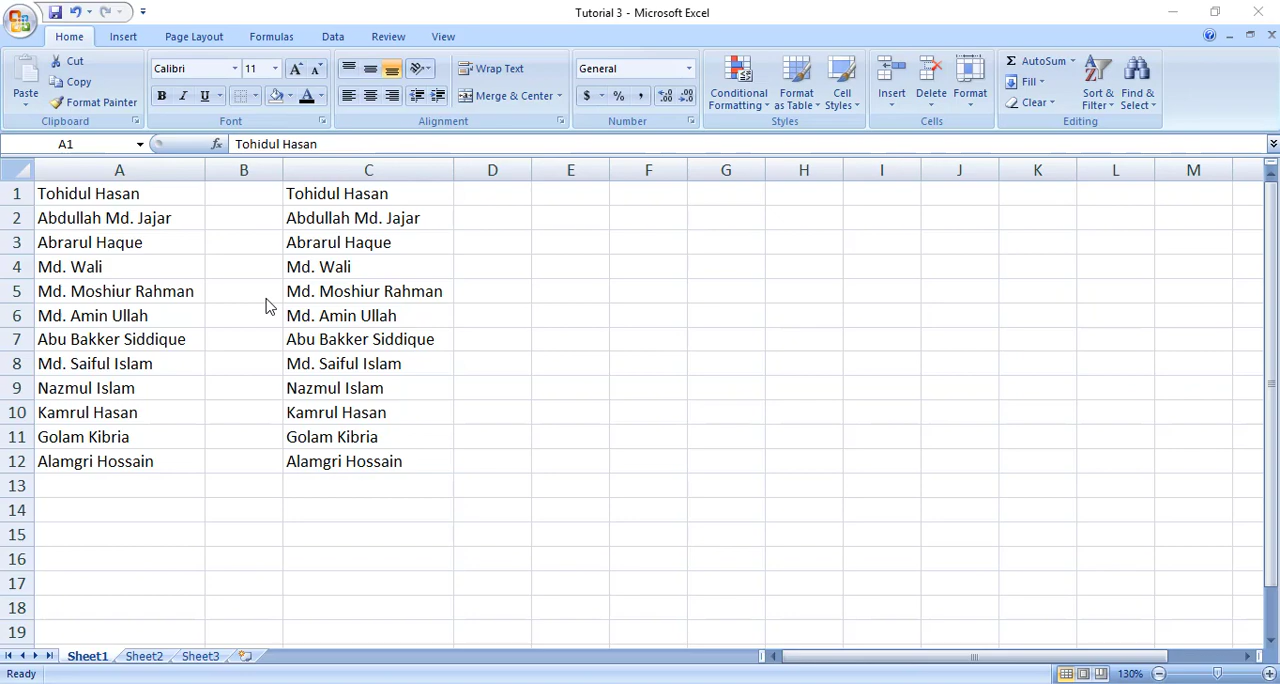 Tutorial 3 - Microsoft Excel
Home Insert Page Layout Formulas Data Review View
Paste
Cut
Copy
Format Painter
Clipboard
Calibri 11 A A
B I U A
Font
Wrap Text
Merge & Center
Alignment
General
$ % , .0 .00 .00 .0
Number
Conditional Formatting
Format as Table
Cell Styles
Styles
Insert Delete Format
Cells
Σ AutoSum
Fill
Clear
Sort & Filter
Find & Select
Editing
A1 fx Tohidul Hasan
A B C D E F G H I J K L M
1 Tohidul Hasan Tohidul Hasan
2 Abdullah Md. Jajar Abdullah Md. Jajar
3 Abrarul Haque Abrarul Haque
4 Md. Wali Md. Wali
5 Md. Moshiur Rahman Md. Moshiur Rahman
6 Md. Amin Ullah Md. Amin Ullah
7 Abu Bakker Siddique Abu Bakker Siddique
8 Md. Saiful Islam Md. Saiful Islam
9 Nazmul Islam Nazmul Islam
10 Kamrul Hasan Kamrul Hasan
11 Golam Kibria Golam Kibria
12 Alamgri Hossain Alamgri Hossain
13
14
15
16
17
18
19
Sheet1 Sheet2 Sheet3
Ready 130%